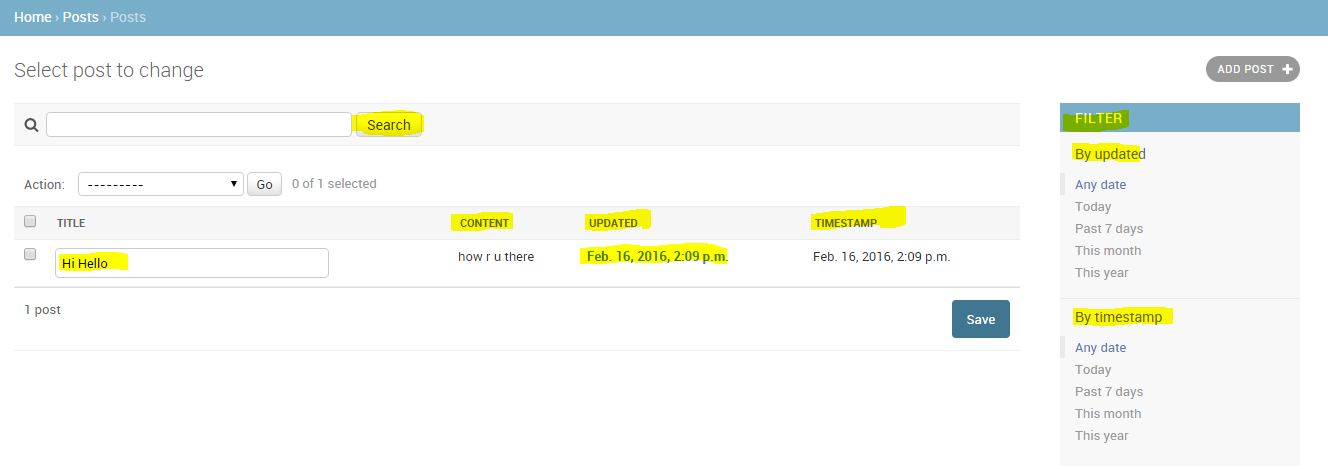 Home › Posts › Posts
Select post to change
ADD POST +
Search
Action: --------- Go 0 of 1 selected
TITLE CONTENT UPDATED TIMESTAMP
Hi Hello how r u there Feb. 16, 2016, 2:09 p.m. Feb. 16, 2016, 2:09 p.m.
1 post
Save
FILTER
By updated
Any date
Today
Past 7 days
This month
This year
By timestamp
Any date
Today
Past 7 days
This month
This year